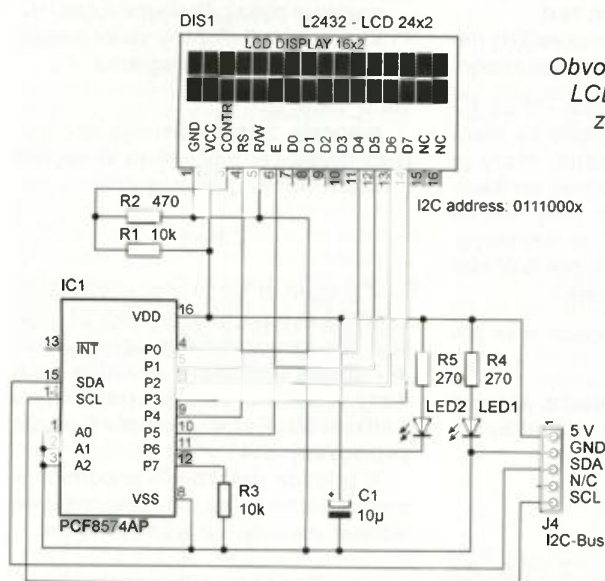 DIS1 L2432 - LCD 24x2
LCD DISPLAY 16x2
GND VCC CONTR RS R/W E D0 D1 D2 D3 D4 D5 D6 D7 NC NC
1 2 3 4 5 6 7 8 9 10 11 12 13 14 15 16
Obvo
LCD
z
I2C address: 0111000x
R2 470
R1 10k
IC1
VDD 16
13 INT P0 4
P1 5
15 SDA P2 6
14 SCL P3 7
P4 9
1 A0 P5 10
2 A1 P6 11
3 A2 P7 12
VSS 8
PCF8574AP
R3
10k
C1
10µ
+
R5
270
R4
270
LED2 LED1
1
5 V
GND
SDA
N/C
SCL
J4
I2C-Bus